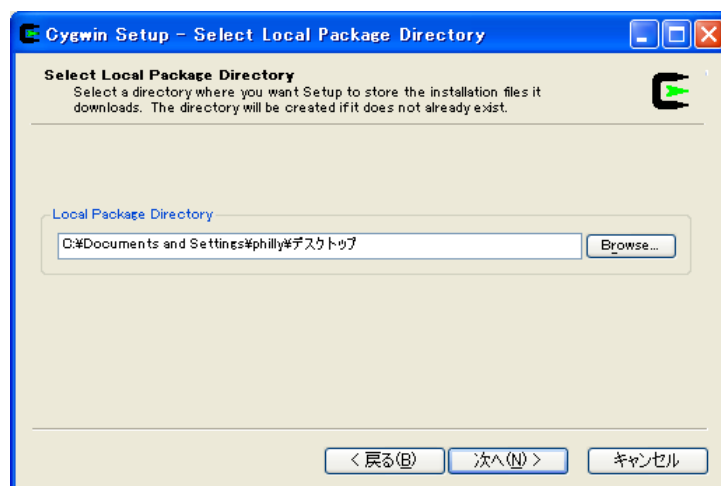 Cygwin Setup - Select Local Package Directory
Select Local Package Directory
Select a directory where you want Setup to store the installation files it
downloads. The directory will be created if it does not already exist.
Local Package Directory
C:¥Documents and Settings¥philly¥デスクトップ
Browse...
< 戻る(B)
次へ(N) >
キャンセル